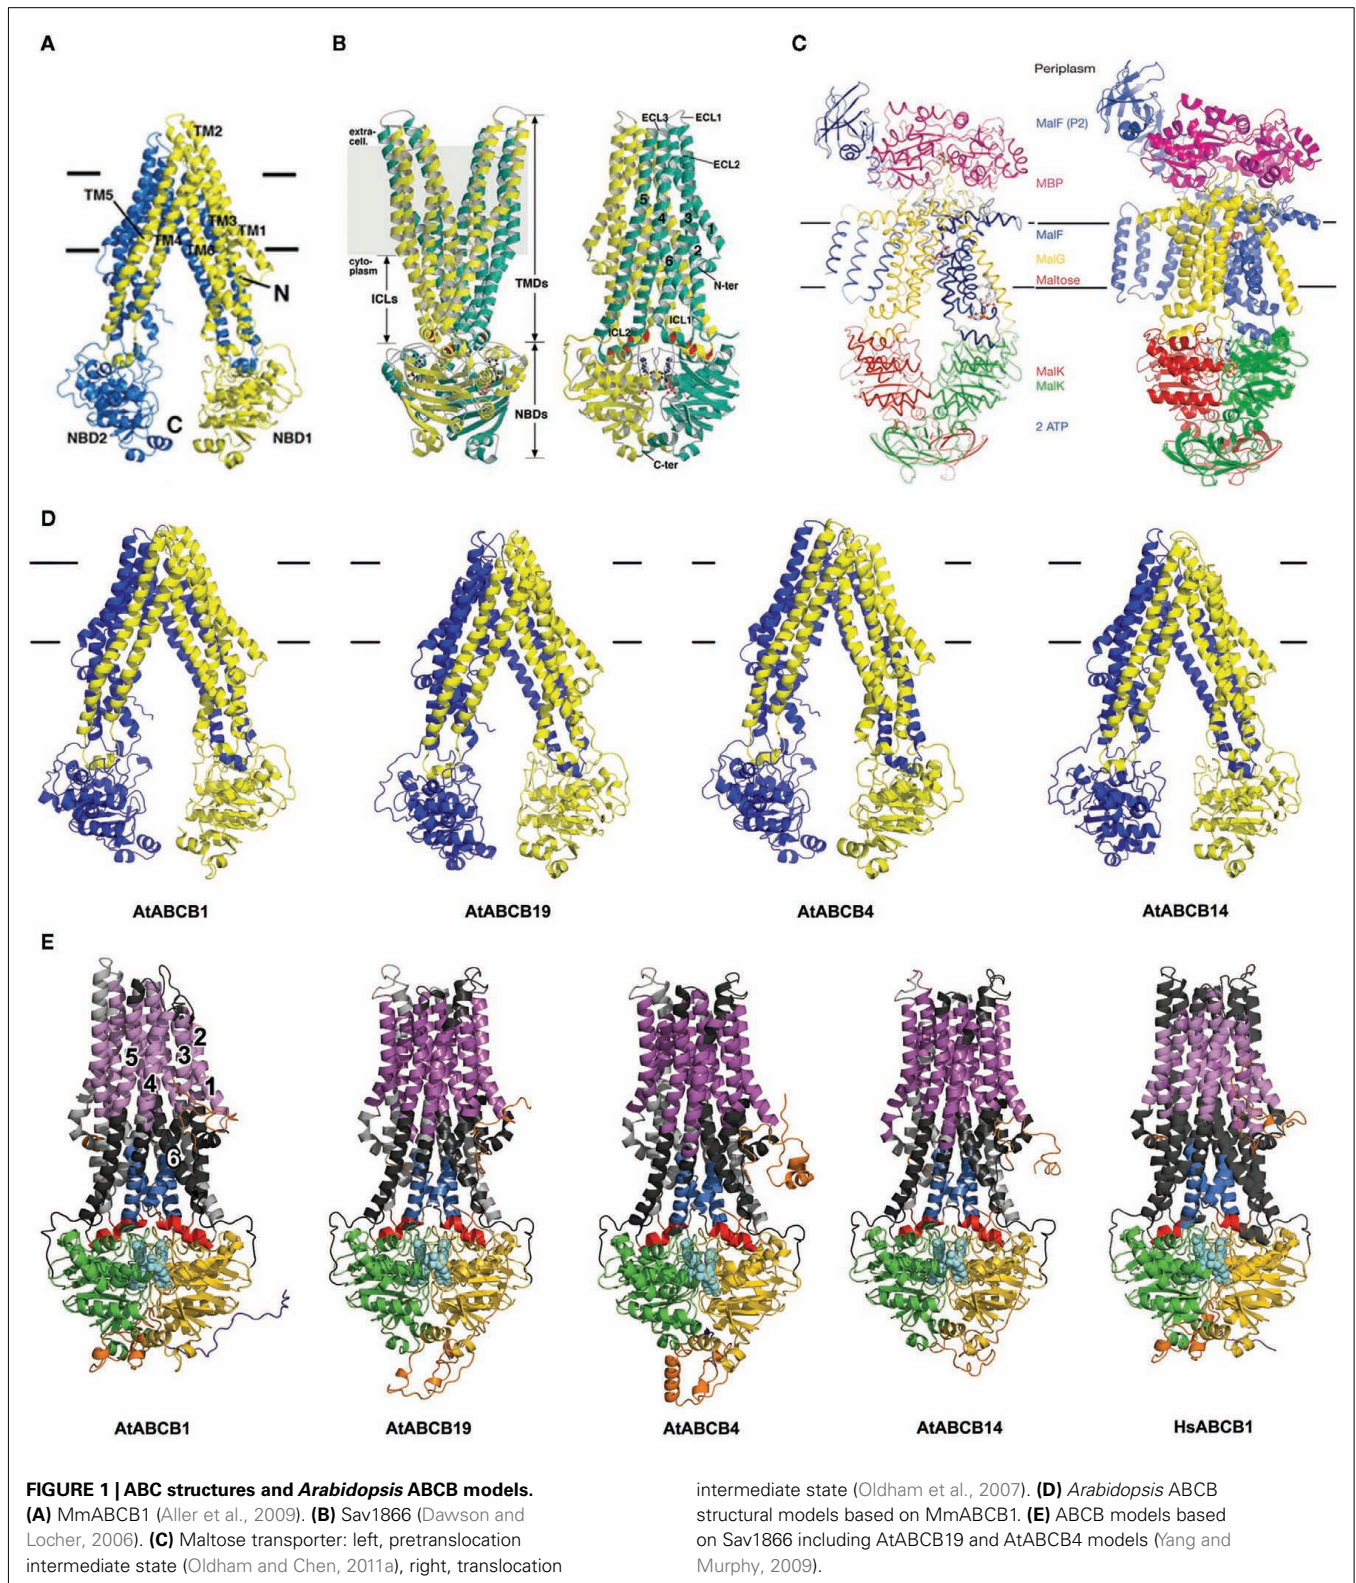 A
B
C
TM2
TM5
TM3
TM1
TM4
TM6
N
NBD2
C
NBD1
extra-
cell.
cyto-
plasm
ICLs
TMDs
NBDs
ECL3
ECL1
ECL2
5
4
3
1
2
6
N-ter
ICL2
ICL1
C-ter
Periplasm
MalF (P2)
MBP
MalF
MalG
Maltose
MalK
MalK
2 ATP
D
AtABCB1
AtABCB19
AtABCB4
AtABCB14
E
2
5
3
4
1
6
AtABCB1
AtABCB19
AtABCB4
AtABCB14
HsABCB1
FIGURE 1 | ABC structures and Arabidopsis ABCB models.
(A) MmABCB1 (Aller et al., 2009). (B) Sav1866 (Dawson and
Locher, 2006). (C) Maltose transporter: left, pretranslocation
intermediate state (Oldham and Chen, 2011a), right, translocation
intermediate state (Oldham et al., 2007). (D) Arabidopsis ABCB
structural models based on MmABCB1. (E) ABCB models based
on Sav1866 including AtABCB19 and AtABCB4 models (Yang and
Murphy, 2009).